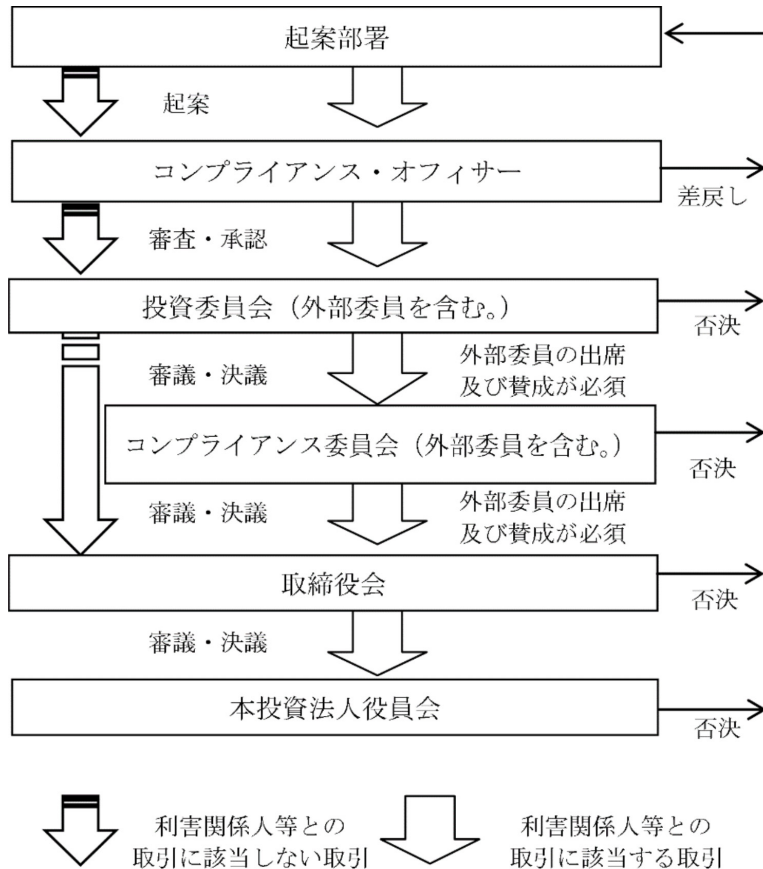 起案部署
起案
コンプライアンス・オフィサー
差戻し
審査・承認
投資委員会（外部委員を含む。）
否決
審議・決議
外部委員の出席
及び賛成が必須
コンプライアンス委員会（外部委員を含む。）
否決
審議・決議
外部委員の出席
及び賛成が必須
取締役会
否決
審議・決議
本投資法人役員会
否決
利害関係人等との
取引に該当しない取引
利害関係人等との
取引に該当する取引